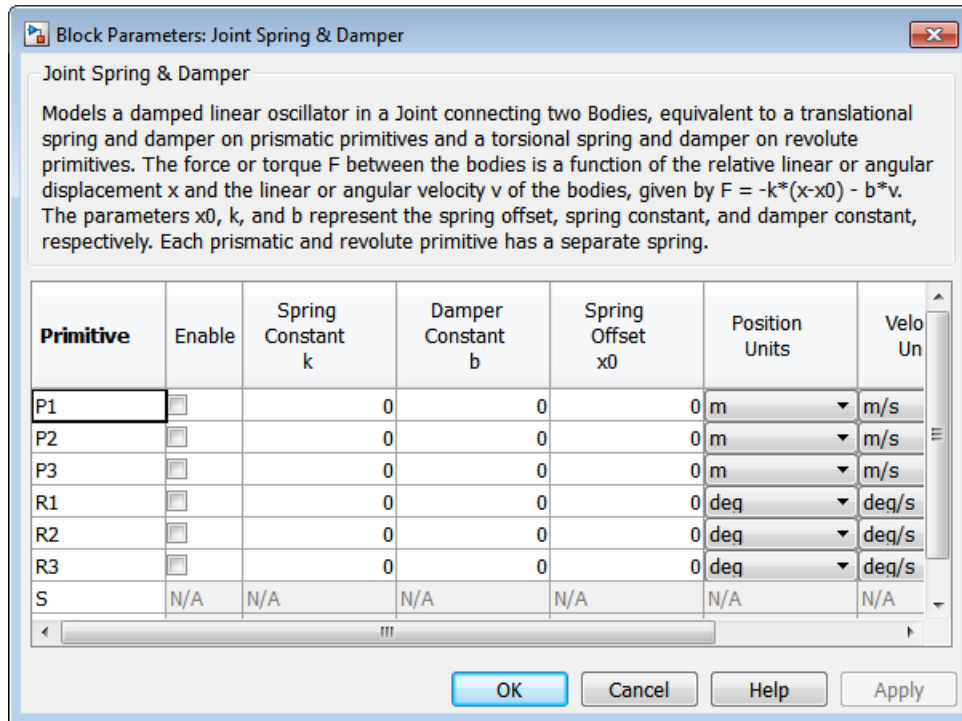 Block Parameters: Joint Spring & Damper
Joint Spring & Damper
Models a damped linear oscillator in a Joint connecting two Bodies, equivalent to a translational
spring and damper on prismatic primitives and a torsional spring and damper on revolute
primitives. The force or torque F between the bodies is a function of the relative linear or angular
displacement x and the linear or angular velocity v of the bodies, given by F = -k*(x-x0) - b*v.
The parameters x0, k, and b represent the spring offset, spring constant, and damper constant,
respectively. Each prismatic and revolute primitive has a separate spring.
Primitive Enable Spring Constant k Damper Constant b Spring Offset x0 Position Units Velo Un
P1 0 0 0 m m/s
P2 0 0 0 m m/s
P3 0 0 0 m m/s
R1 0 0 0 deg deg/s
R2 0 0 0 deg deg/s
R3 0 0 0 deg deg/s
S N/A N/A N/A N/A N/A N/A
OK Cancel Help Apply